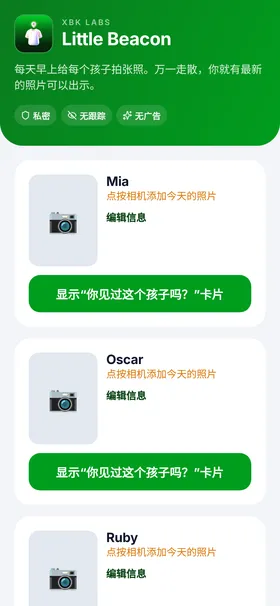 XBK LABS
Little Beacon
每天早上给每个孩子拍张照。万一走散，你就有最新
的照片可以出示。
私密
无跟踪
无广告
Mia
点按相机添加今天的照片
编辑信息
显示“你见过这个孩子吗？”卡片
Oscar
点按相机添加今天的照片
编辑信息
显示“你见过这个孩子吗？”卡片
Ruby
点按相机添加今天的照片
编辑信息